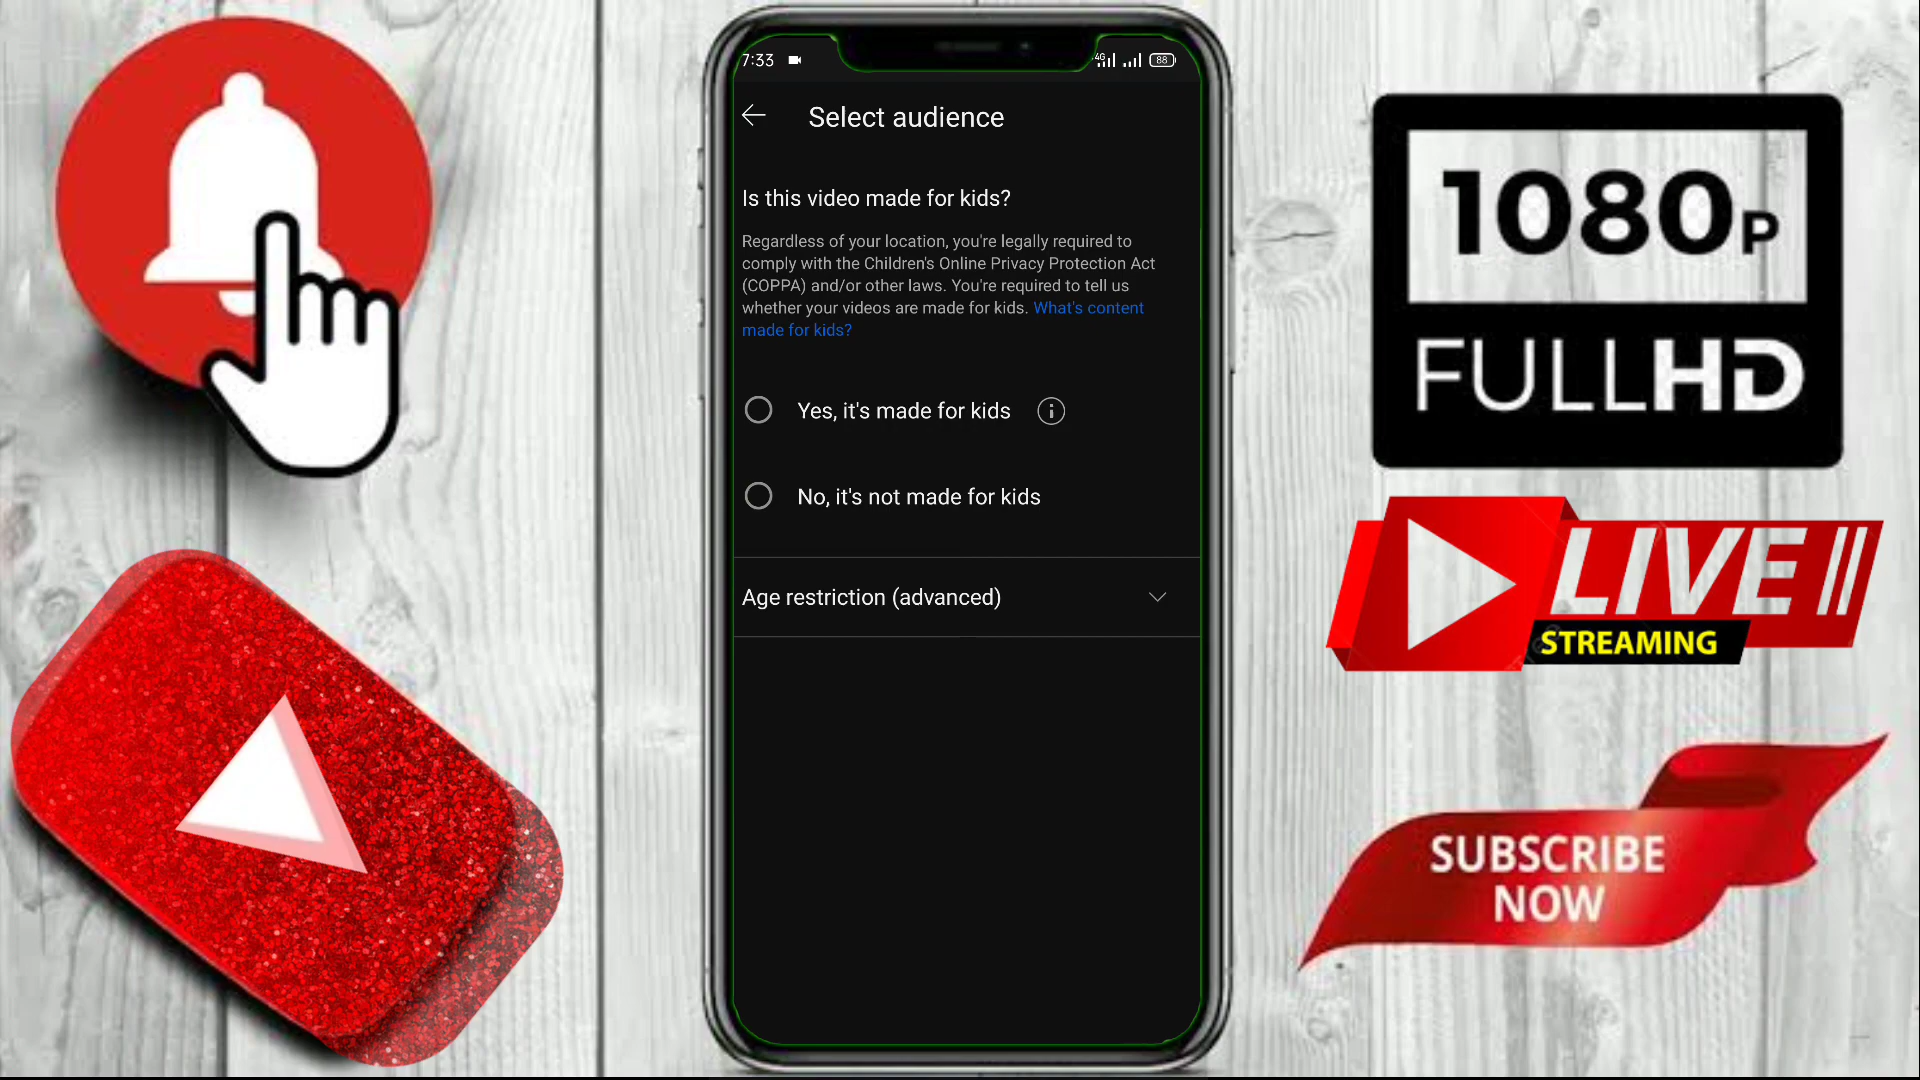 7:33
4G
88
Select audience
Is this video made for kids?
Regardless of your location, you're legally required to
comply with the Children's Online Privacy Protection Act
(COPPA) and/or other laws. You're required to tell us
whether your videos are made for kids. What's content
made for kids?
Yes, it's made for kids
No, it's not made for kids
Age restriction (advanced)
1080P
FULLHD
LIVE
STREAMING
SUBSCRIBE
NOW